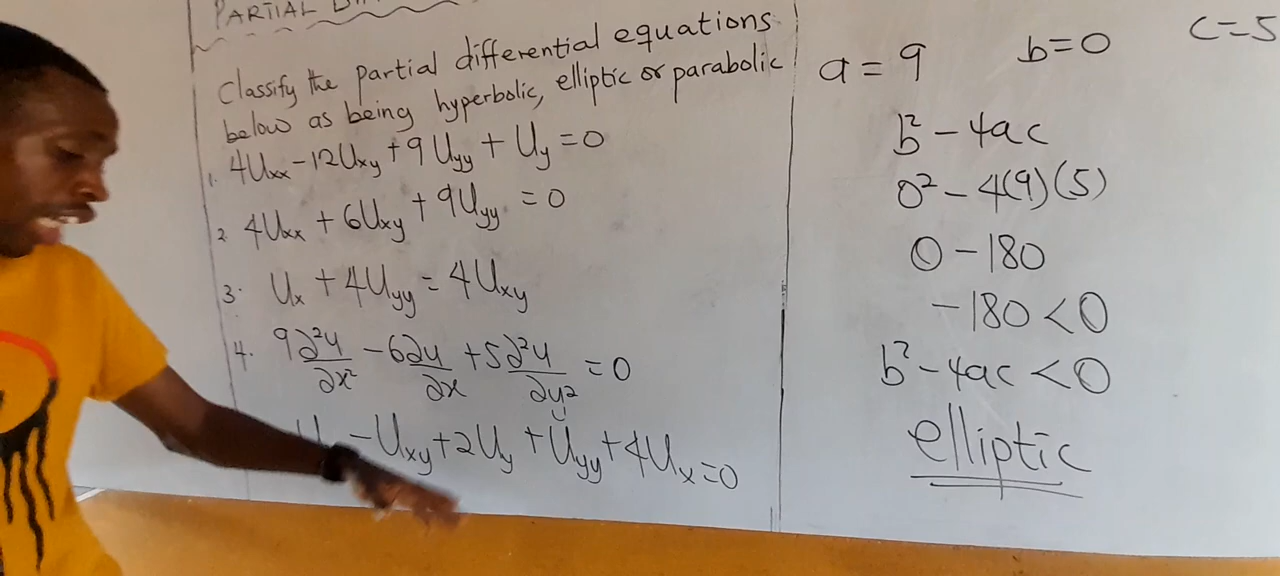 PARTIAL
Classify the partial differential equations
below as being hyperbolic, elliptic or parabolic
1. 4Uxx - 12Uxy + 9Uyy + Uy = 0
2. 4Uxx + 6Uxy + 9Uyy = 0
3. Ux + 4Uyy = 4Uxy
4. 9∂²u/∂x² - 6∂u/∂x + 5∂²u/∂y² = 0
- Uxy + 2Uy + Uyy + 4Ux = 0
a = 9 b = 0 c = 5
b² - 4ac
0² - 4(9)(5)
0 - 180
-180 < 0
b² - 4ac < 0
elliptic